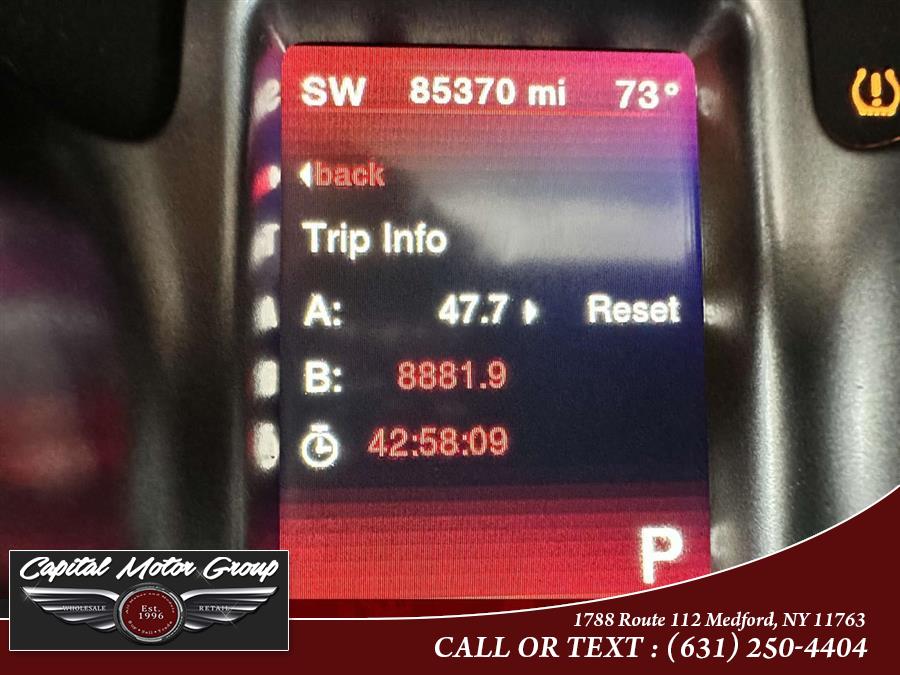 SW 85370 mi 73°
back
Trip Info
A: 47.7 Reset
B: 8881.9
42:58:09
P
Capital Motor Group
WHOLESALE
Est.
1996
RETAIL
1788 Route 112 Medford, NY 11763
CALL OR TEXT : (631) 250-4404